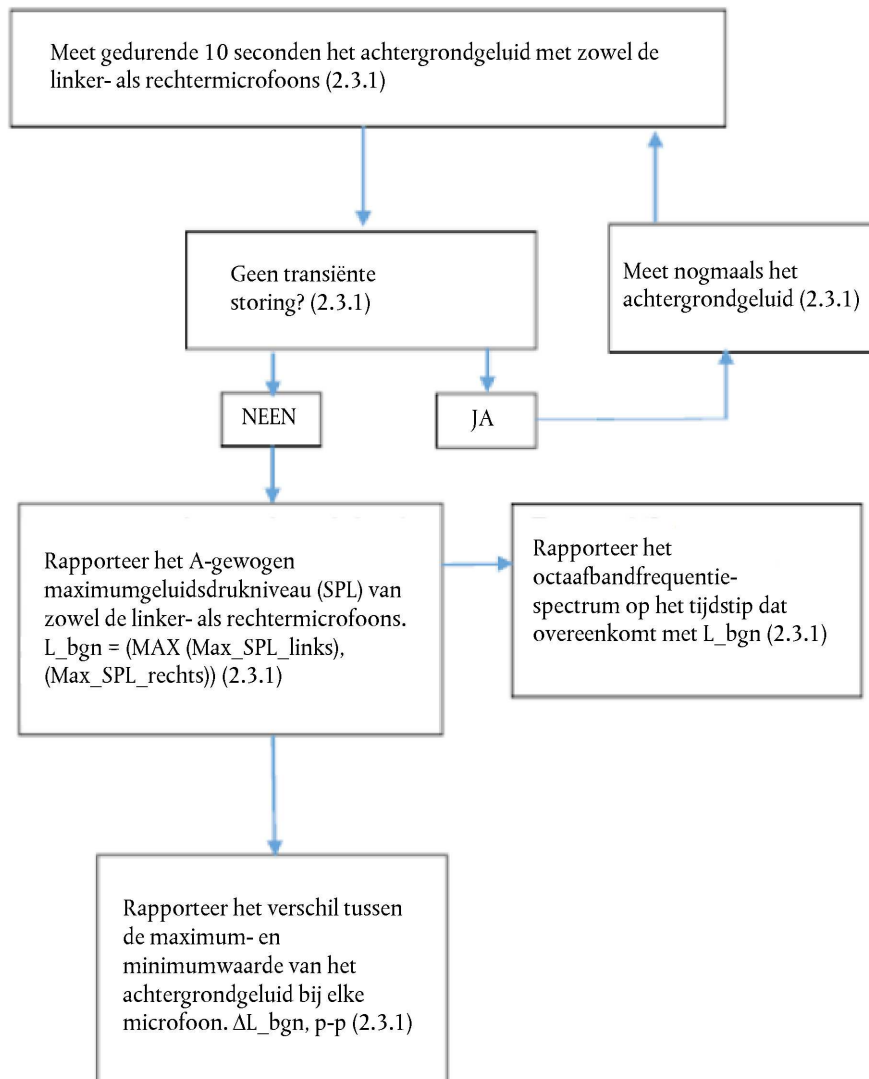 Meet gedurende 10 seconden het achtergrondgeluid met zowel de
linker- als rechtermicrofoons (2.3.1)
Geen transiënte
storing? (2.3.1)
Meet nogmaals het
achtergrondgeluid (2.3.1)
NEEN
JA
Rapporteer het A-gewogen
maximumgeluidsdrukniveau (SPL) van
zowel de linker- als rechtermicrofoons.
L_bgn = (MAX (Max_SPL_links),
(Max_SPL_rechts)) (2.3.1)
Rapporteer het
octaafbandfrequentie-
spectrum op het tijdstip dat
overeenkomt met L_bgn (2.3.1)
Rapporteer het verschil tussen
de maximum- en
minimumwaarde van het
achtergrondgeluid bij elke
microfoon. ΔL_bgn, p-p (2.3.1)